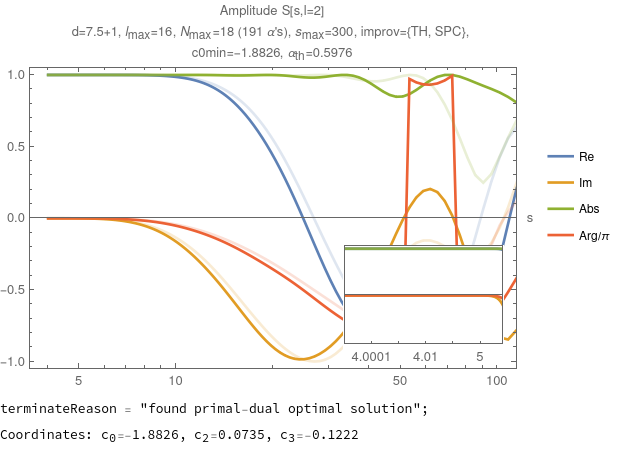 Amplitude S[s,l=2]
d=7.5+1, lmax=16, Nmax=18 (191 α's), smax=300, improv={TH, SPC},
c0min=−1.8826, αth=0.5976
1.0
0.5
0.0
−0.5
−1.0
s
Re
Im
Abs
Arg/π
4.0001 4.01 5
5 10 50 100
terminateReason = "found primal-dual optimal solution";
Coordinates: c0=-1.8826, c2=0.0735, c3=-0.1222